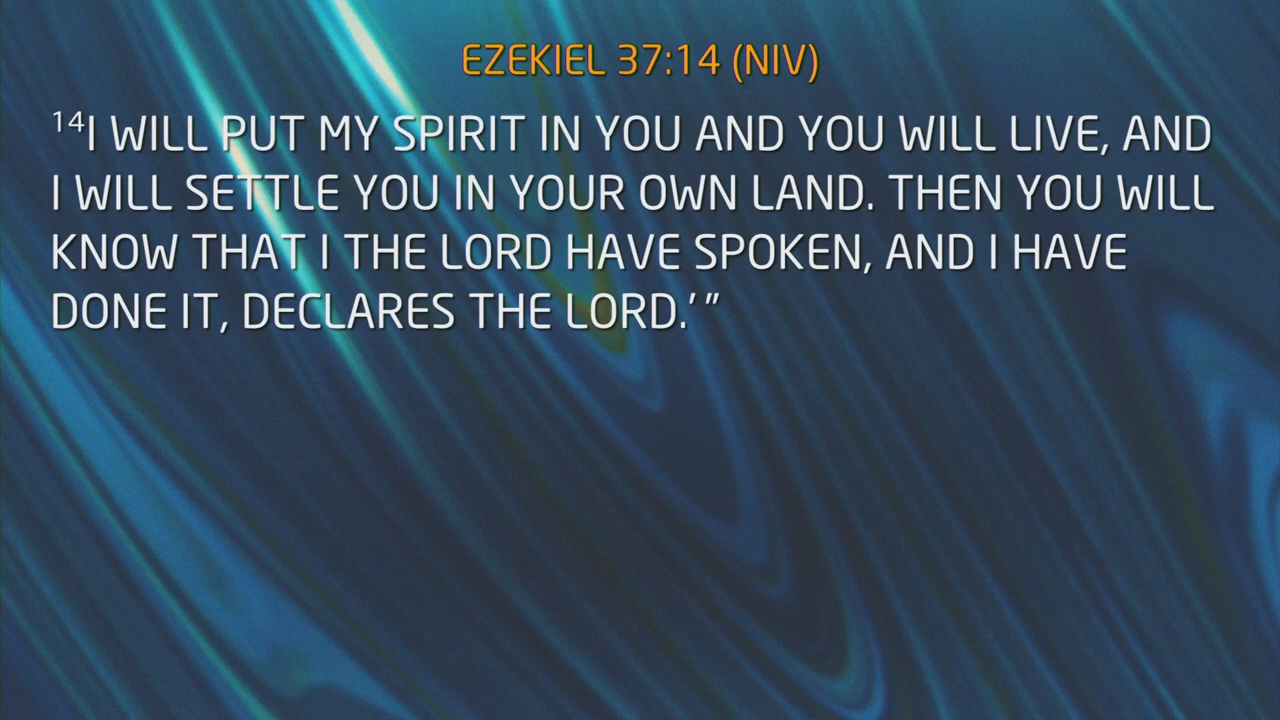 EZEKIEL 37:14 (NIV)
¹⁴I WILL PUT MY SPIRIT IN YOU AND YOU WILL LIVE, AND
I WILL SETTLE YOU IN YOUR OWN LAND. THEN YOU WILL
KNOW THAT I THE LORD HAVE SPOKEN, AND I HAVE
DONE IT, DECLARES THE LORD.’ ”